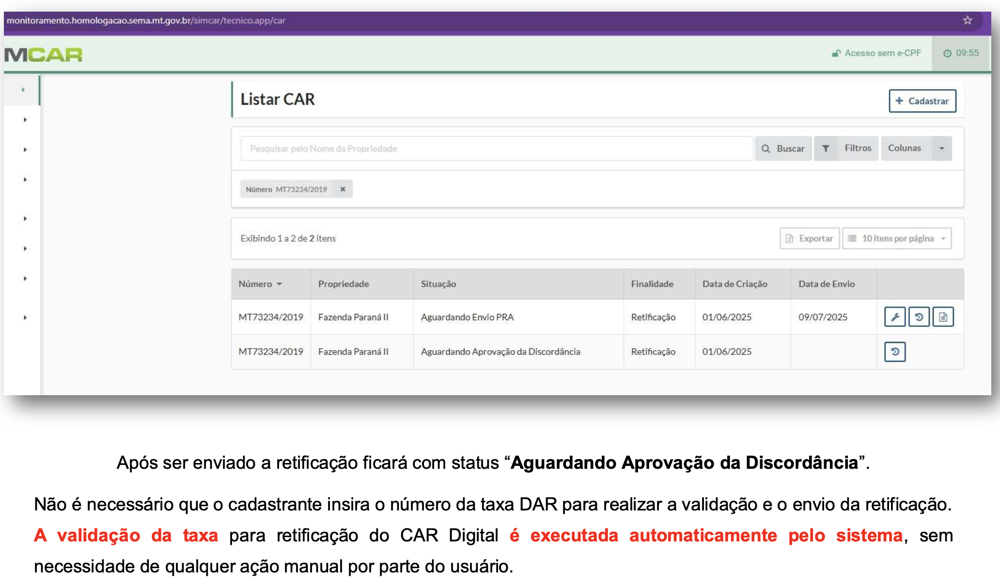 monitoramento.homologacao.sema.mt.gov.br/simcar/tecnico.app/car
MCAR
Acesso sem e-CPF
09:55
Listar CAR
Cadastrar
Pesquisar pelo Nome da Propriedade
Buscar
Filtros
Colunas
Número MT73234/2019
Exibindo 1 a 2 de 2 itens
Exportar
10 Itens por página
Número Propriedade Situação Finalidade Data de Criação Data de Envio
MT73234/2019 Fazenda Paraná II Aguardando Envio PRA Retificação 01/06/2025 09/07/2025
MT73234/2019 Fazenda Paraná II Aguardando Aprovação da Discordância Retificação 01/06/2025
Após ser enviado a retificação ficará com status “Aguardando Aprovação da Discordância”.
Não é necessário que o cadastrante insira o número da taxa DAR para realizar a validação e o envio da retificação.
A validação da taxa para retificação do CAR Digital é executada automaticamente pelo sistema, sem
necessidade de qualquer ação manual por parte do usuário.